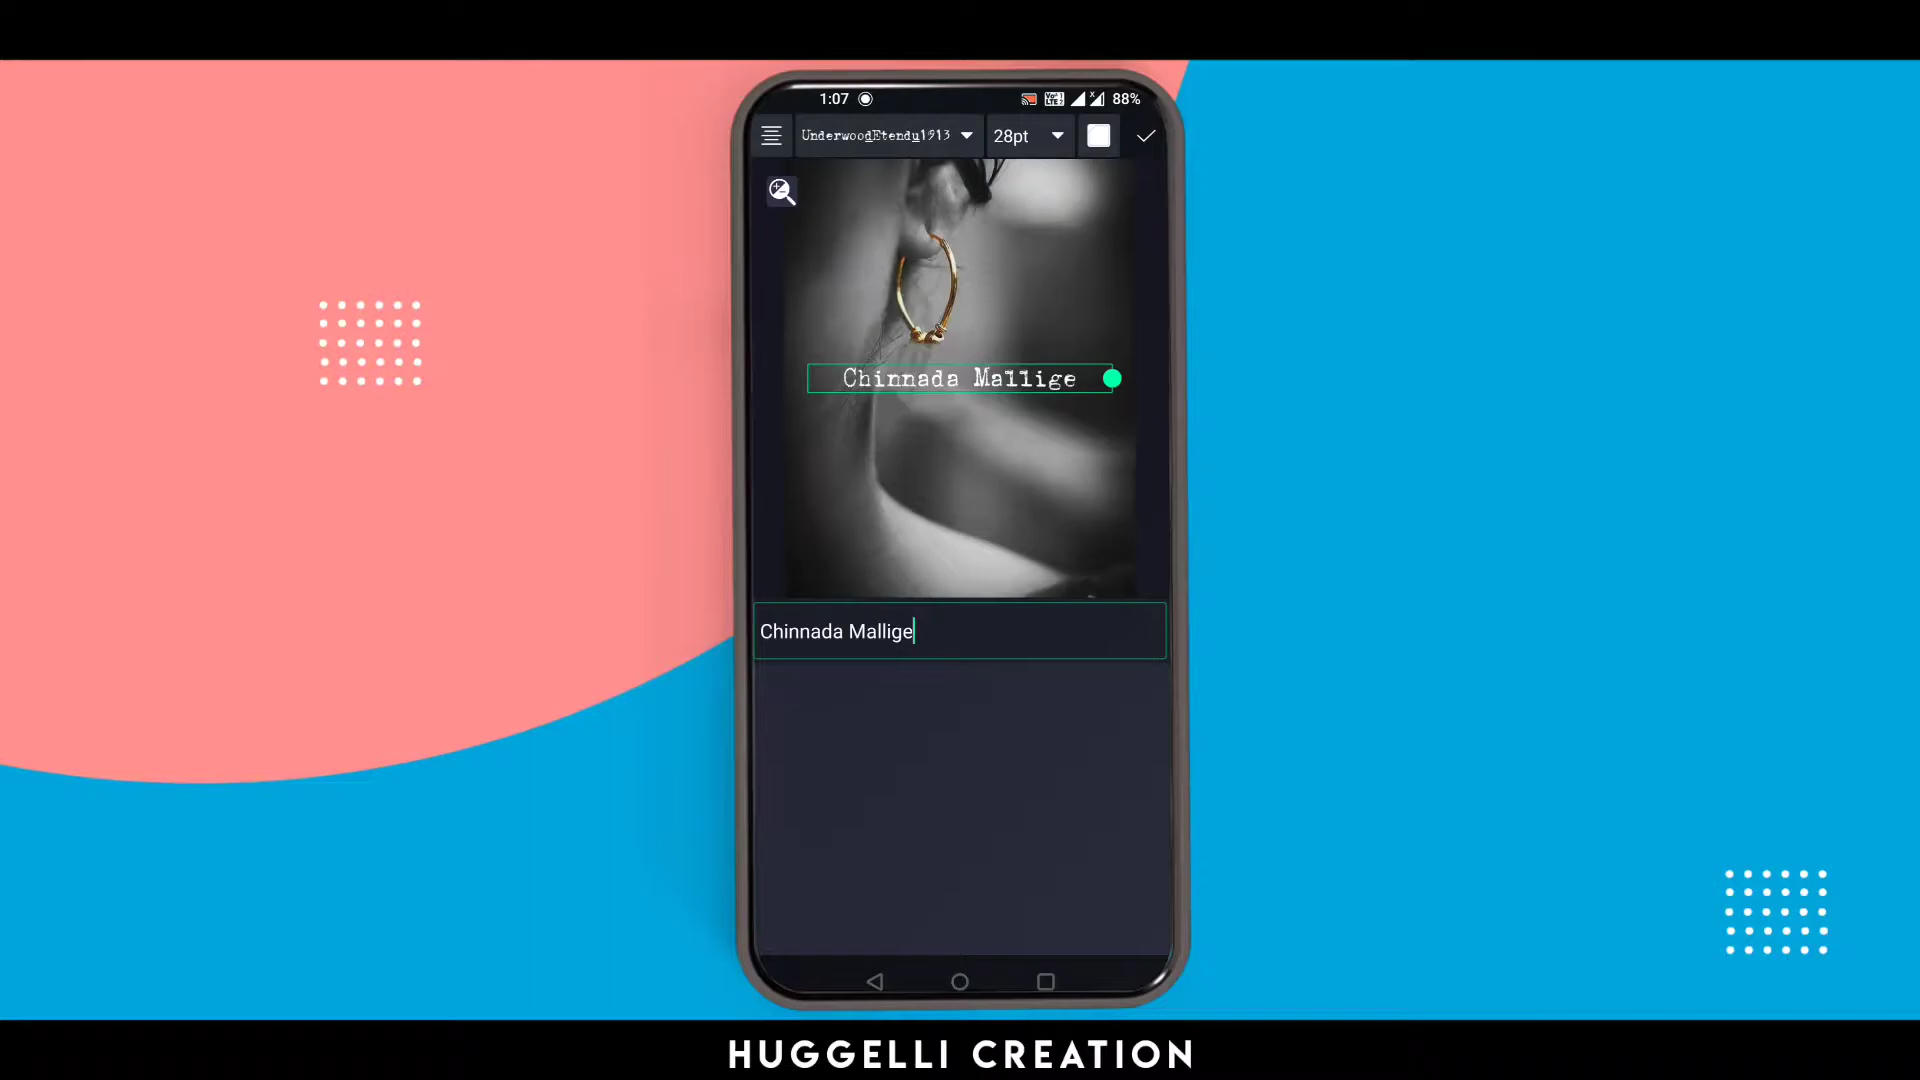 1:07 88%
UnderwoodEtendu1913 28pt
Chinnada Mallige
Chinnada Mallige
HUGGELLI CREATION